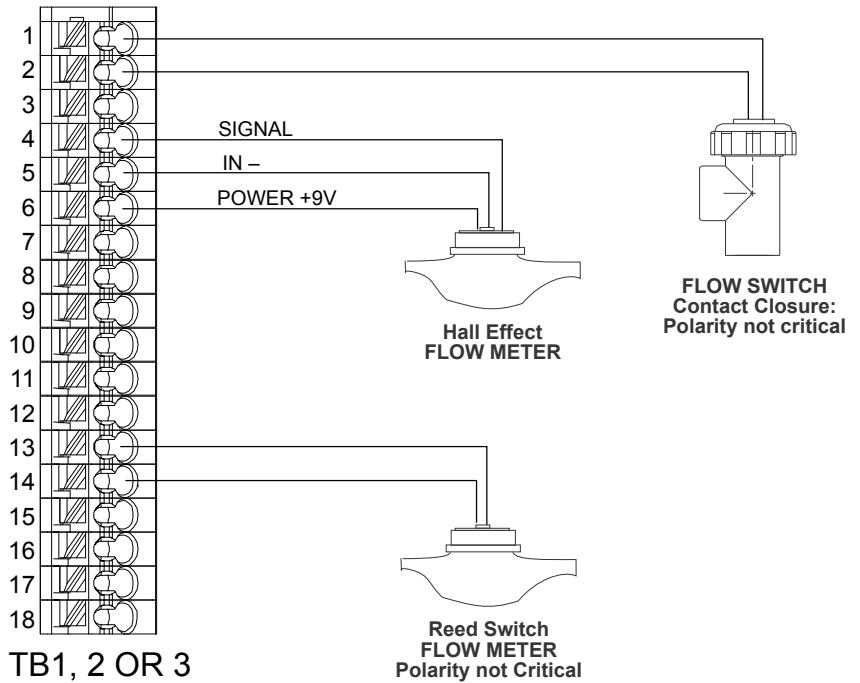 1
2
3
4
5
6
7
8
9
10
11
12
13
14
15
16
17
18
TB1, 2 OR 3
SIGNAL
IN –
POWER +9V
Hall Effect
FLOW METER
FLOW SWITCH
Contact Closure:
Polarity not critical
Reed Switch
FLOW METER
Polarity not Critical